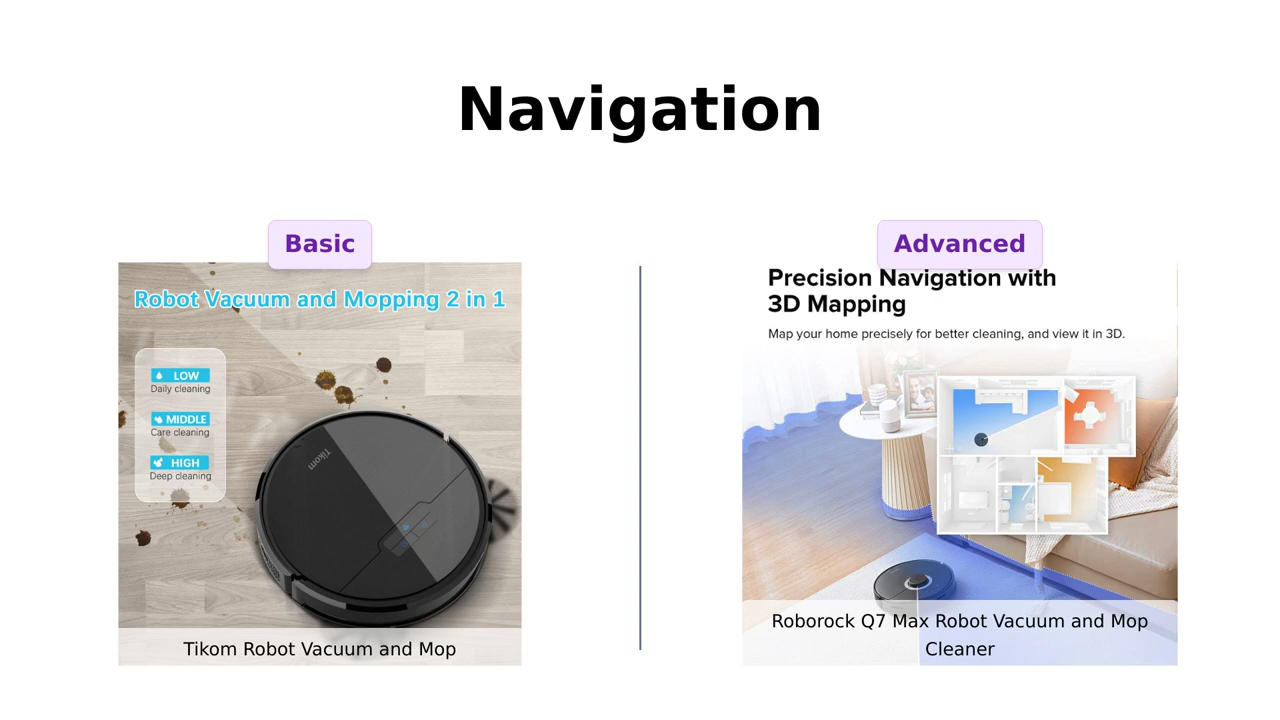 Navigation
Basic
Robot Vacuum and Mopping 2 in 1
LOW
Daily cleaning
MIDDLE
Care cleaning
HIGH
Deep cleaning
Tikom
Tikom Robot Vacuum and Mop
Advanced
Precision Navigation with
3D Mapping
Map your home precisely for better cleaning, and view it in 3D.
Roborock Q7 Max Robot Vacuum and Mop
Cleaner